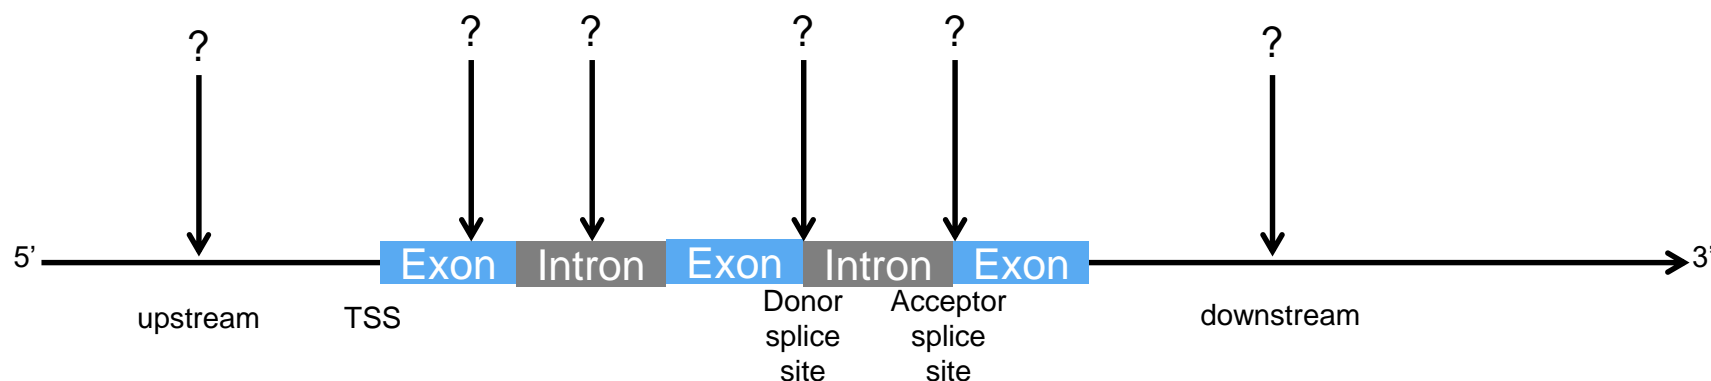 ? ? ? ? ? ?
5’ Exon Intron Exon Intron Exon 3’
upstream TSS Donor splice site Acceptor splice site downstream